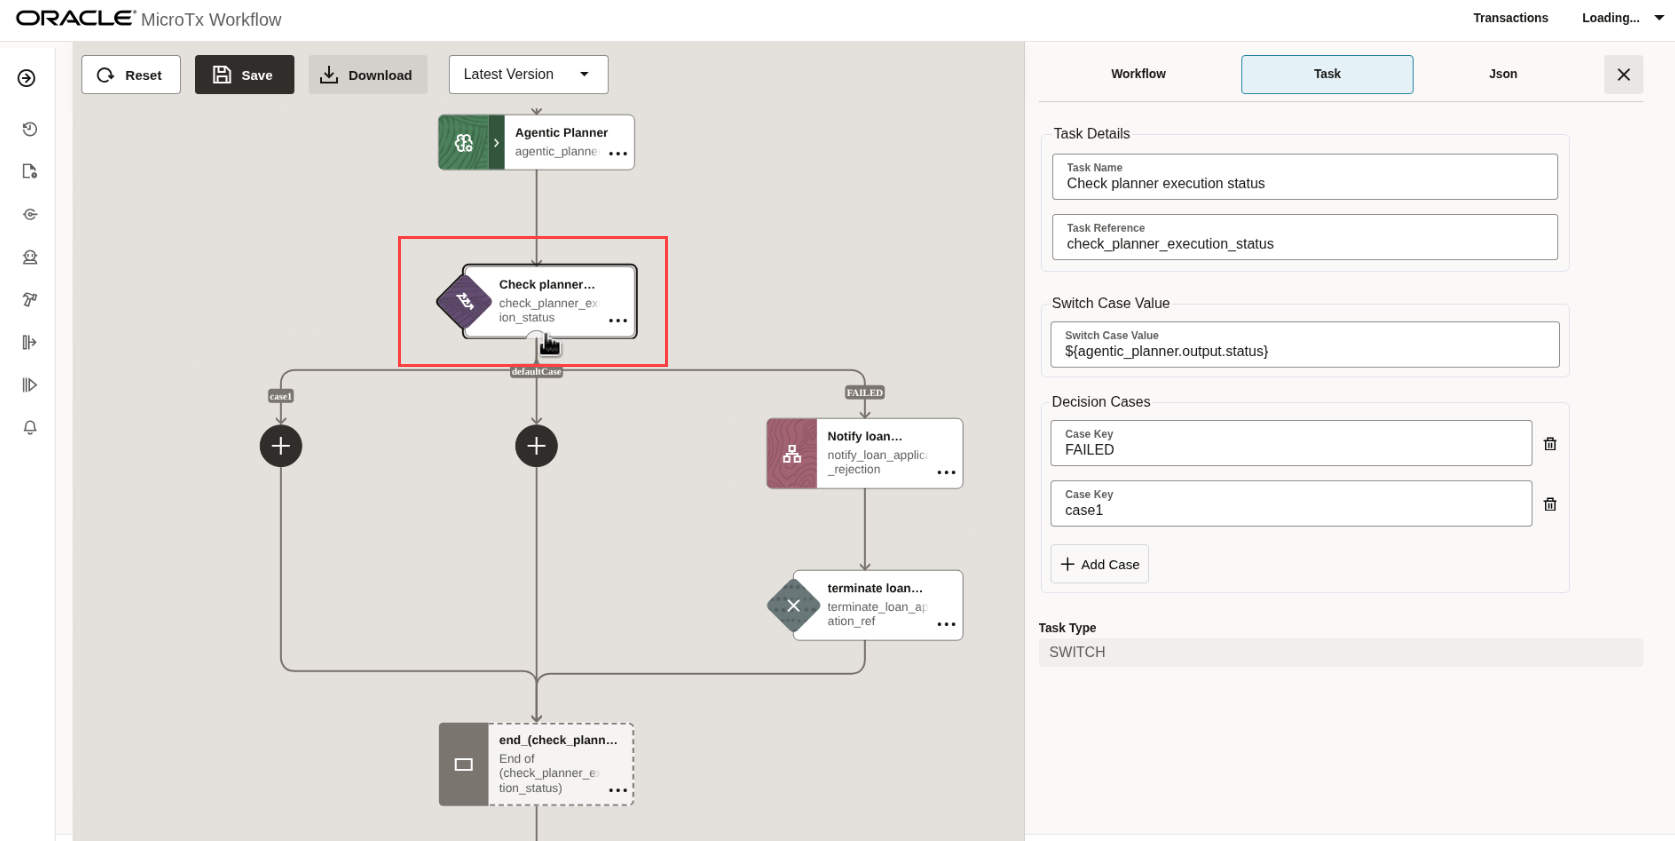 ORACLE® MicroTx Workflow
Transactions
Loading...
Reset
Save
Download
Latest Version
Agentic Planner
agentic_planne
Check planner...
check_planner_ex
ion_status
defaultCase
case1
FAILED
Notify loan...
notify_loan_applic
_rejection
terminate loan...
terminate_loan_ap
ation_ref
end_(check_plann...
End of
(check_planner_e
tion_status)
Workflow
Task
Json
Task Details
Task Name
Check planner execution status
Task Reference
check_planner_execution_status
Switch Case Value
Switch Case Value
${agentic_planner.output.status}
Decision Cases
Case Key
FAILED
Case Key
case1
Add Case
Task Type
SWITCH